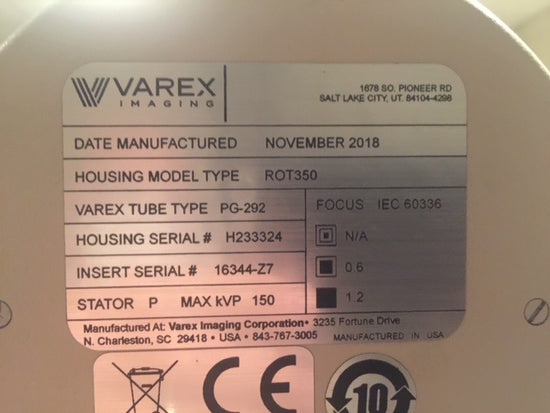 VAREX
IMAGING
1678 SO. PIONEER RD
SALT LAKE CITY, UT. 84104-4298
DATE MANUFACTURED NOVEMBER 2018
HOUSING MODEL TYPE ROT350
VAREX TUBE TYPE PG-292
FOCUS IEC 60336
HOUSING SERIAL # H233324
N/A
INSERT SERIAL # 16344-Z7
0.6
STATOR P MAX kVP 150
1.2
Manufactured At: Varex Imaging Corporation • 3235 Fortune Drive
N. Charleston, SC 29418 • USA • 843-767-3005 MANUFACTURED IN USA
CE
10